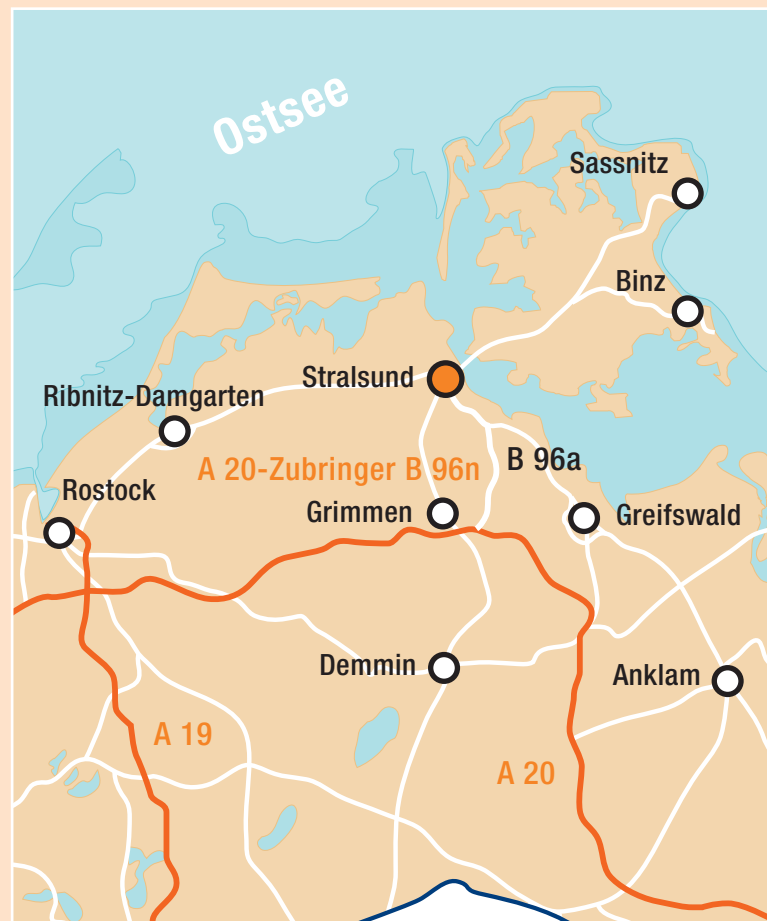 Ostsee
Sassnitz
Binz
Stralsund
Ribnitz-Damgarten
A 20-Zubringer B 96n
B 96a
Rostock
Grimmen
Greifswald
Demmin
Anklam
A 19
A 20